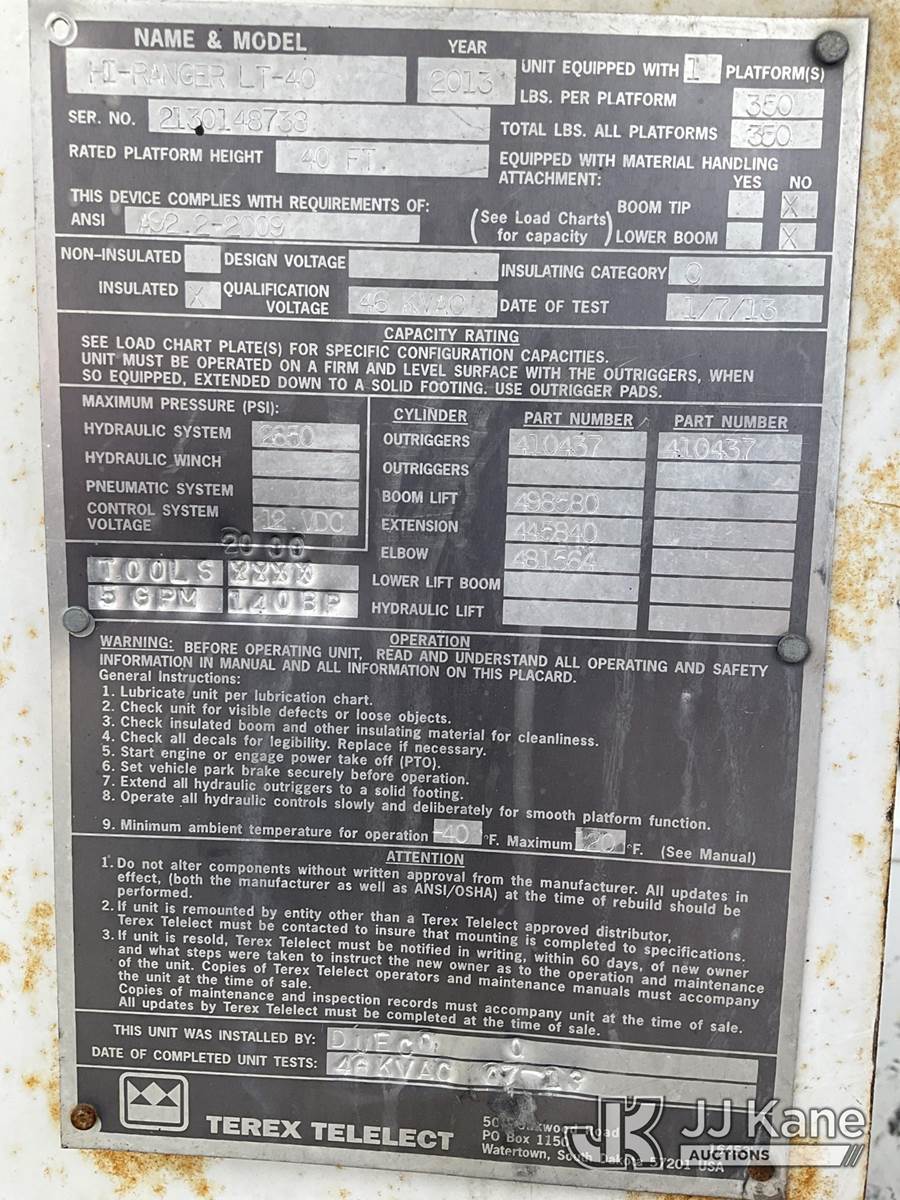 NAME & MODEL
YEAR
HI-RANGER LT-40
2013
UNIT EQUIPPED WITH 1 PLATFORM(S)
LBS. PER PLATFORM 350
SER. NO. 2130148738
TOTAL LBS. ALL PLATFORMS 350
RATED PLATFORM HEIGHT 40 FT.
EQUIPPED WITH MATERIAL HANDLING
ATTACHMENT: YES NO
THIS DEVICE COMPLIES WITH REQUIREMENTS OF:
ANSI A92.2-2009
(See Load Charts for capacity)
BOOM TIP X
LOWER BOOM X
NON-INSULATED
DESIGN VOLTAGE
INSULATING CATEGORY
INSULATED X
QUALIFICATION VOLTAGE 46 KVAC
DATE OF TEST 1/7/13
CAPACITY RATING
SEE LOAD CHART PLATE(S) FOR SPECIFIC CONFIGURATION CAPACITIES.
UNIT MUST BE OPERATED ON A FIRM AND LEVEL SURFACE WITH THE OUTRIGGERS, WHEN
SO EQUIPPED, EXTENDED DOWN TO A SOLID FOOTING. USE OUTRIGGER PADS.
MAXIMUM PRESSURE (PSI):
HYDRAULIC SYSTEM 2650
HYDRAULIC WINCH
PNEUMATIC SYSTEM
CONTROL SYSTEM
VOLTAGE 12 VDC
2000
TOOLS XXXX
5 GPM 140BP
CYLINDER PART NUMBER PART NUMBER
OUTRIGGERS 410437 410437
OUTRIGGERS
BOOM LIFT 498580
EXTENSION 445840
ELBOW 481564
LOWER LIFT BOOM
HYDRAULIC LIFT
OPERATION
WARNING: BEFORE OPERATING UNIT, READ AND UNDERSTAND ALL OPERATING AND SAFETY
INFORMATION IN MANUAL AND ALL INFORMATION ON THIS PLACARD.
General Instructions:
1. Lubricate unit per lubrication chart.
2. Check unit for visible defects or loose objects.
3. Check insulated boom and other insulating material for cleanliness.
4. Check all decals for legibility. Replace if necessary.
5. Start engine or engage power take off (PTO).
6. Set vehicle park brake securely before operation.
7. Extend all hydraulic outriggers to a solid footing.
8. Operate all hydraulic controls slowly and deliberately for smooth platform function.
9. Minimum ambient temperature for operation -40 °F. Maximum 120 °F. (See Manual)
ATTENTION
1. Do not alter components without written approval from the manufacturer. All updates in
effect, (both the manufacturer as well as ANSI/OSHA) at the time of rebuild should be
performed.
2. If unit is remounted by entity other than a Terex Telelect approved distributor,
Terex Telelect must be contacted to insure that mounting is completed to specifications.
3. If unit is resold, Terex Telelect must be notified in writing, within 60 days, of new owner
and what steps were taken to instruct the new owner as to the operation and maintenance
of the unit. Copies of Terex Telelect operators and maintenance manuals must accompany
the unit at the time of sale.
Copies of maintenance and inspection records must accompany unit at the time of sale.
All updates by Terex Telelect must be completed at the time of sale.
THIS UNIT WAS INSTALLED BY: DUECO
DATE OF COMPLETED UNIT TESTS: 46KVAC
TEREX TELELECT
Road
PO Box 1150
Watertown, South Dakota 57201 USA
JK JJ Kane
AUCTIONS